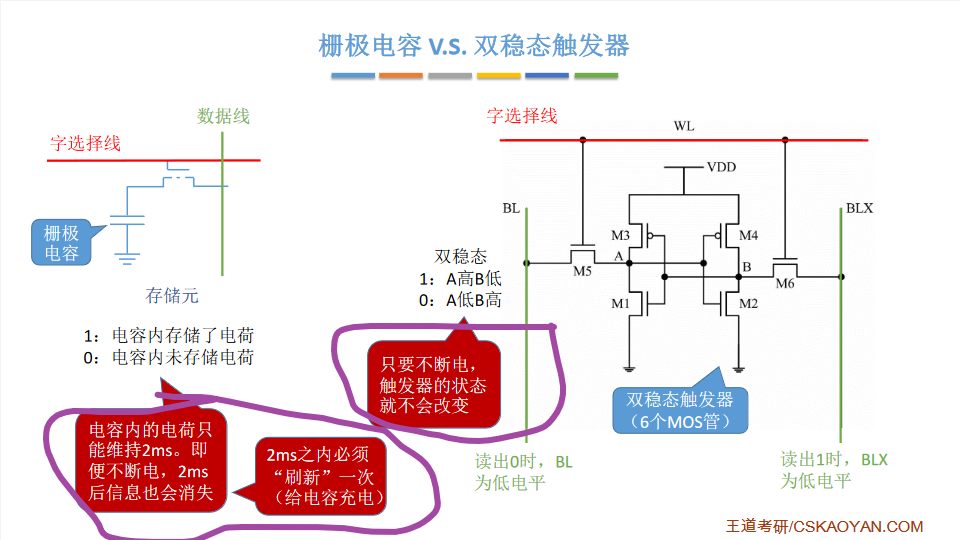 栅极电容 V.S. 双稳态触发器
数据线
字选择线
栅极
电容
存储元
1：电容内存储了电荷
0：电容内未存储电荷
电容内的电荷只
能维持2ms。即
便不断电，2ms
后信息也会消失
2ms之内必须
“刷新”一次
（给电容充电）
字选择线
WL
VDD
BL
BLX
M3
M4
A
B
M5
M6
M1
M2
双稳态
1：A高B低
0：A低B高
只要不断电，
触发器的状态
就不会改变
双稳态触发器
（6个MOS管）
读出0时，BL
为低电平
读出1时，BLX
为低电平
王道考研/CSKAOYAN.COM